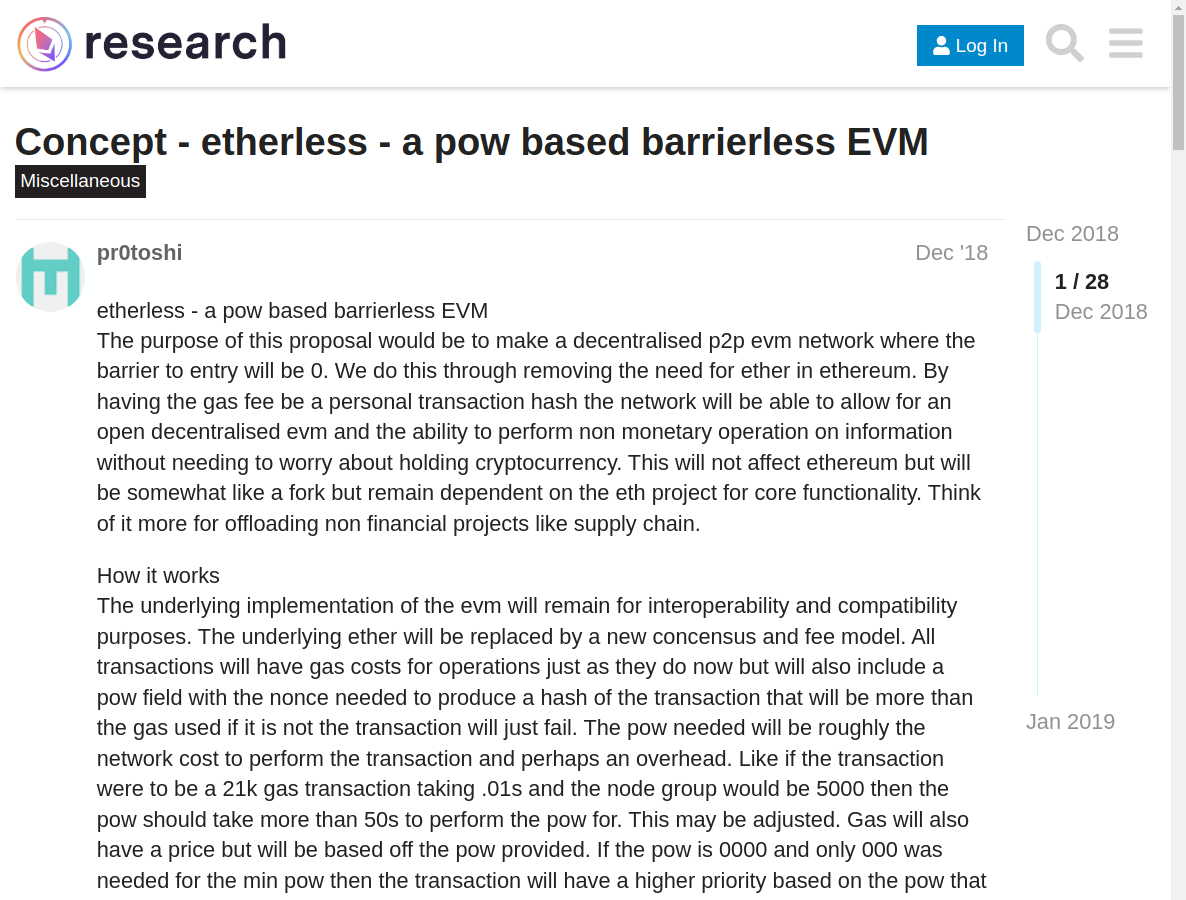 research
Log In
Concept - etherless - a pow based barrierless EVM
Miscellaneous
pr0toshi
Dec '18
etherless - a pow based barrierless EVM
The purpose of this proposal would be to make a decentralised p2p evm network where the
barrier to entry will be 0. We do this through removing the need for ether in ethereum. By
having the gas fee be a personal transaction hash the network will be able to allow for an
open decentralised evm and the ability to perform non monetary operation on information
without needing to worry about holding cryptocurrency. This will not affect ethereum but will
be somewhat like a fork but remain dependent on the eth project for core functionality. Think
of it more for offloading non financial projects like supply chain.
How it works
The underlying implementation of the evm will remain for interoperability and compatibility
purposes. The underlying ether will be replaced by a new concensus and fee model. All
transactions will have gas costs for operations just as they do now but will also include a
pow field with the nonce needed to produce a hash of the transaction that will be more than
the gas used if it is not the transaction will just fail. The pow needed will be roughly the
network cost to perform the transaction and perhaps an overhead. Like if the transaction
were to be a 21k gas transaction taking .01s and the node group would be 5000 then the
pow should take more than 50s to perform the pow for. This may be adjusted. Gas will also
have a price but will be based off the pow provided. If the pow is 0000 and only 000 was
needed for the min pow then the transaction will have a higher priority based on the pow that
Dec 2018
1 / 28
Dec 2018
Jan 2019